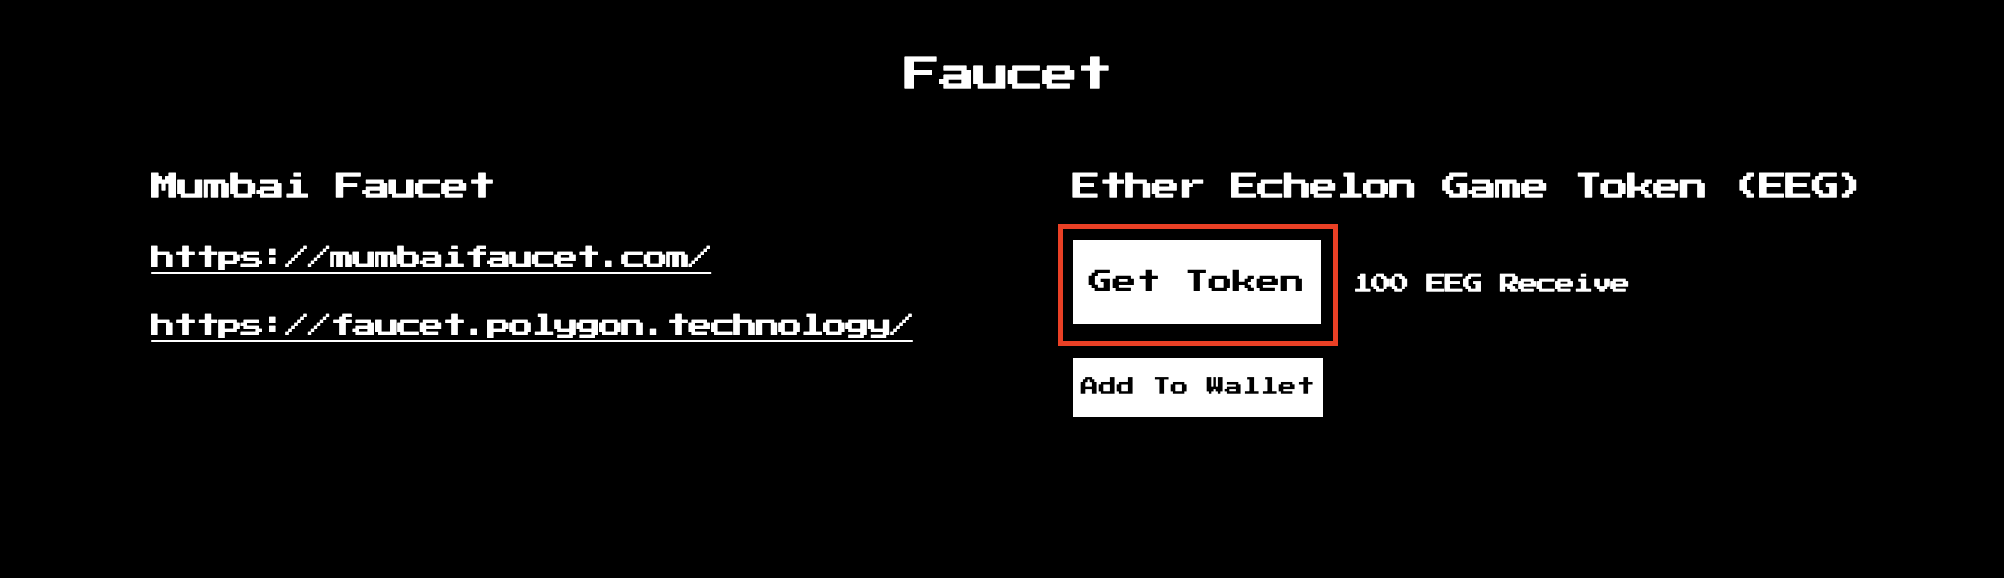 Faucet
Mumbai Faucet
https://mumbaifaucet.com/
https://faucet.polygon.technology/
Ether Echelon Game Token (EEG)
Get Token
100 EEG Receive
Add To Wallet